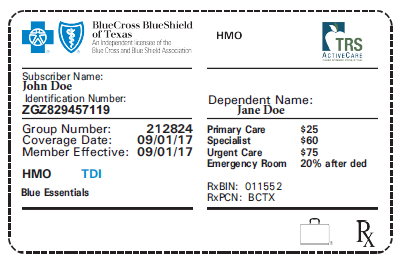 BlueCross BlueShield
of Texas
An independent licensee of the
Blue Cross and Blue Shield Association
HMO
TRS
ACTIVECARE
Subscriber Name:
John Doe
Identification Number:
ZGZ829457119
Dependent Name:
Jane Doe
Group Number: 212824
Coverage Date: 09/01/17
Member Effective: 09/01/17
Primary Care $25
Specialist $60
Urgent Care $75
Emergency Room 20% after ded
HMO TDI
Blue Essentials
RxBIN: 011552
RxPCN: BCTX
Rx